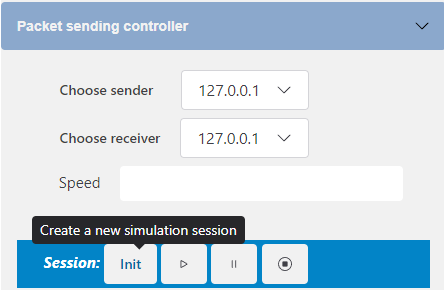 Packet sending controller
Choose sender 127.0.0.1
Choose receiver 127.0.0.1
Speed
Create a new simulation session
Session: Init